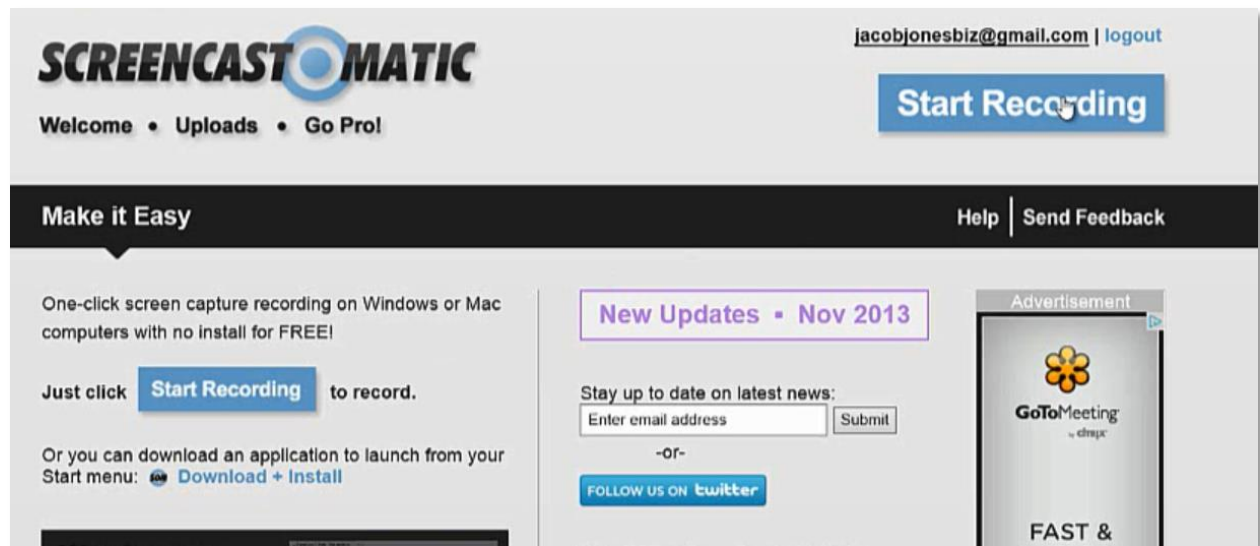 SCREENCAST MATIC
jacobjonesbiz@gmail.com | logout
Start Recording
Welcome • Uploads • Go Pro!
Make it Easy
Help | Send Feedback
One-click screen capture recording on Windows or Mac
computers with no install for FREE!
Just click Start Recording to record.
Or you can download an application to launch from your
Start menu: Download + Install
New Updates ▪ Nov 2013
Stay up to date on latest news:
Enter email address Submit
-or-
FOLLOW US ON twitter
Advertisement
GoToMeeting
by citrix
FAST &